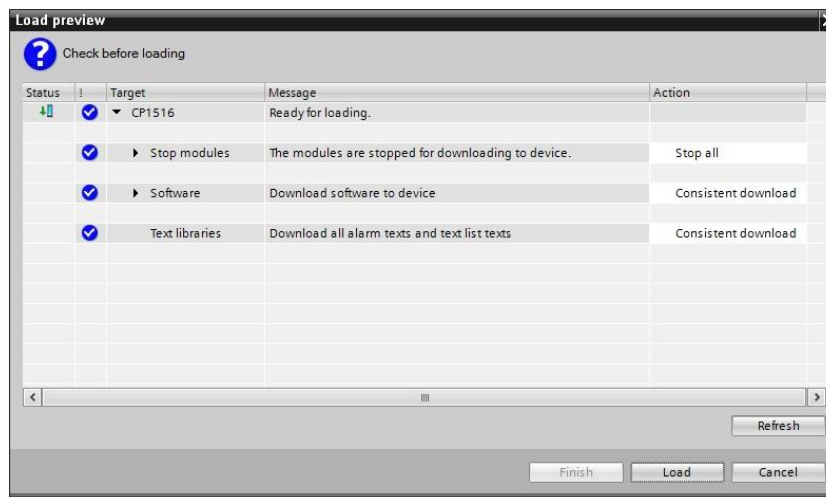 Load preview
Check before loading
Status ! Target Message Action
CP1516 Ready for loading.
Stop modules The modules are stopped for downloading to device. Stop all
Software Download software to device Consistent download
Text libraries Download all alarm texts and text list texts Consistent download
Refresh
Finish Load Cancel